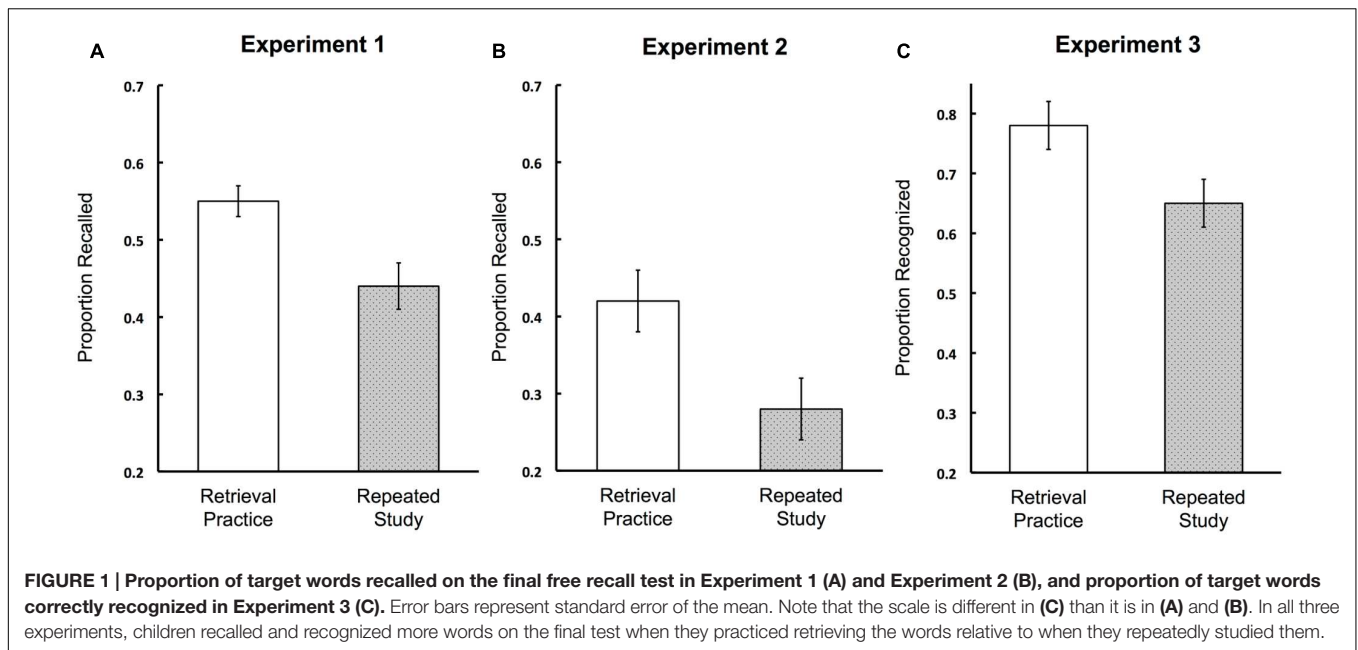 A
Experiment 1
0.7
0.6
0.5
0.4
0.3
0.2
Proportion Recalled
Retrieval
Practice
Repeated
Study
B
Experiment 2
0.7
0.6
0.5
0.4
0.3
0.2
Proportion Recalled
Retrieval
Practice
Repeated
Study
C
Experiment 3
0.8
0.7
0.6
0.5
0.4
0.3
0.2
Proportion Recognized
Retrieval
Practice
Repeated
Study
FIGURE 1 | Proportion of target words recalled on the final free recall test in Experiment 1 (A) and Experiment 2 (B), and proportion of target words
correctly recognized in Experiment 3 (C). Error bars represent standard error of the mean. Note that the scale is different in (C) than it is in (A) and (B). In all three
experiments, children recalled and recognized more words on the final test when they practiced retrieving the words relative to when they repeatedly studied them.